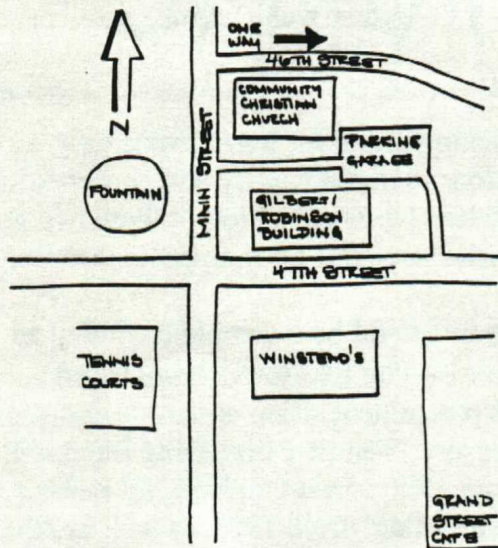 ONE
WAY
46TH STREET
COMMUNITY
CHRISTIAN
CHURCH
PARKING
GARAGE
N
MAIN STREET
FOUNTAIN
GILBERT/
ROBINSON
BUILDING
47TH STREET
TENNIS
COURTS
WINSTEAD'S
GRAND
STREET
CAFE